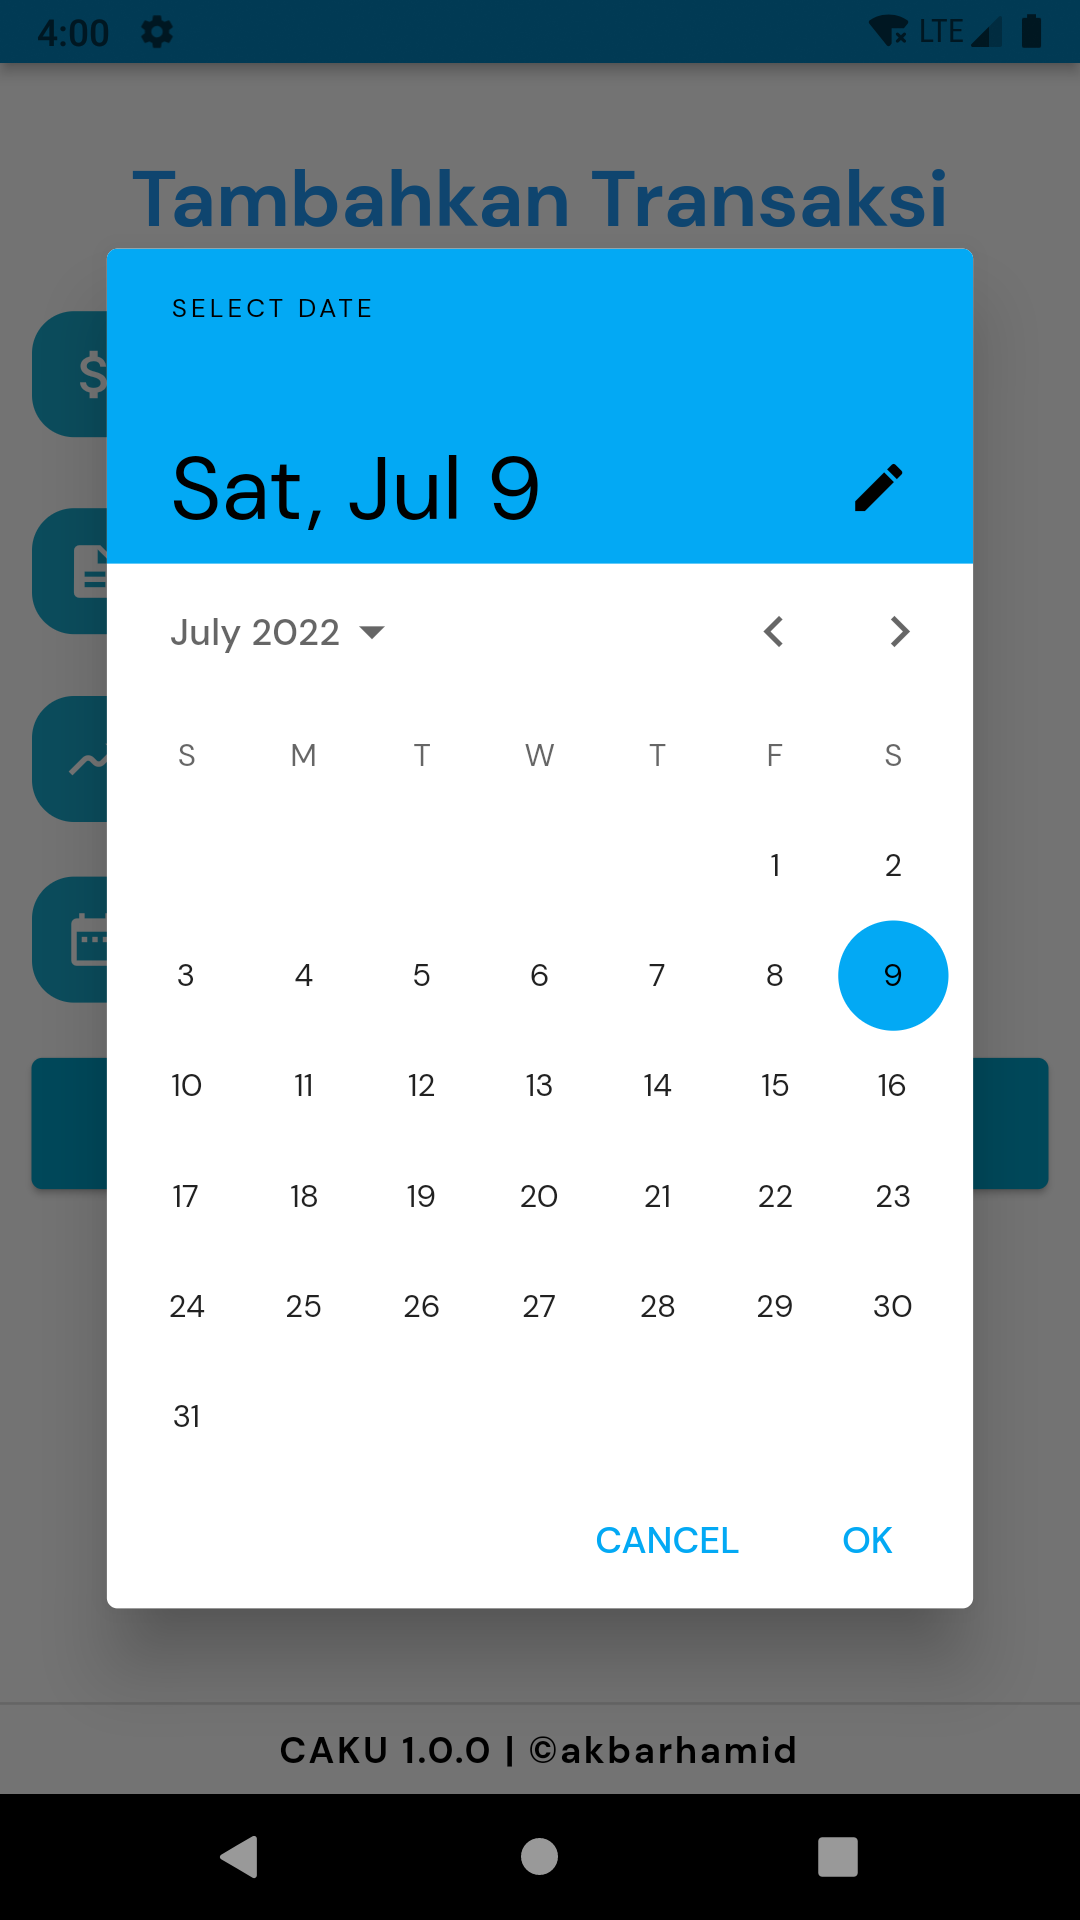 4:00 LTE
Tambahkan Transaksi
SELECT DATE
Sat, Jul 9
July 2022
S M T W T F S
1 2
3 4 5 6 7 8 9
10 11 12 13 14 15 16
17 18 19 20 21 22 23
24 25 26 27 28 29 30
31
CANCEL OK
CAKU 1.0.0 | ©akbarhamid